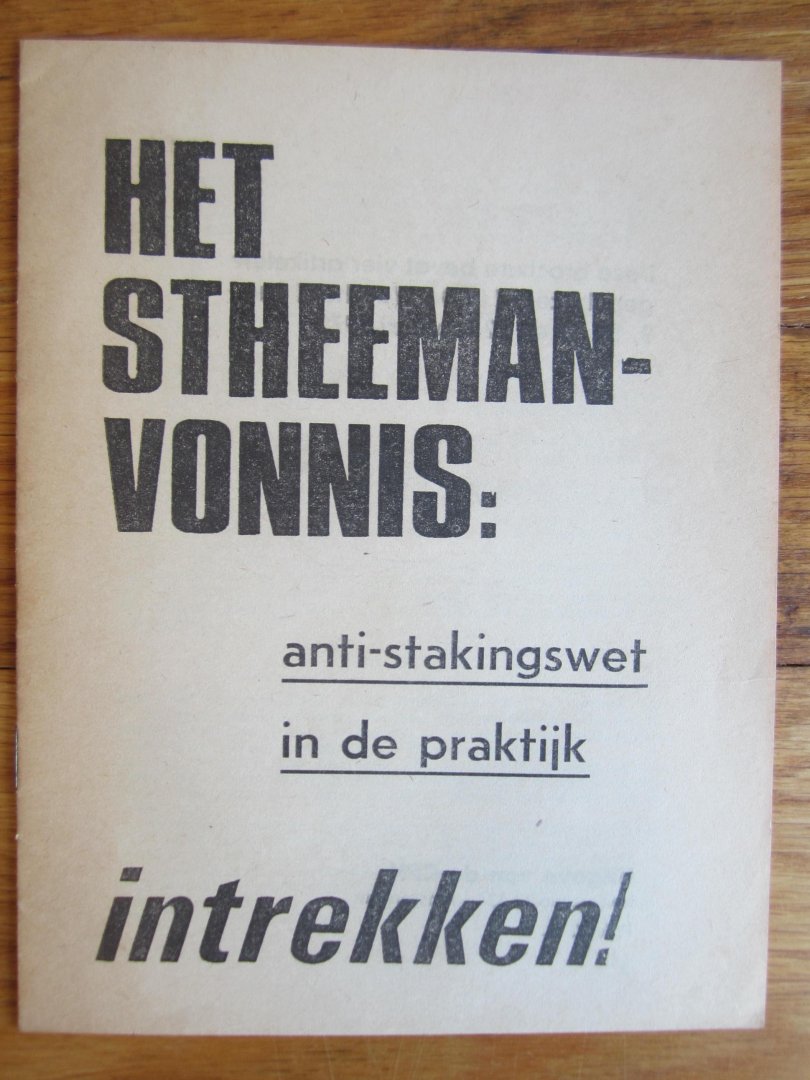 HET
STHEEMAN-
VONNIS:
anti-stakingswet
in de praktijk
intrekken!